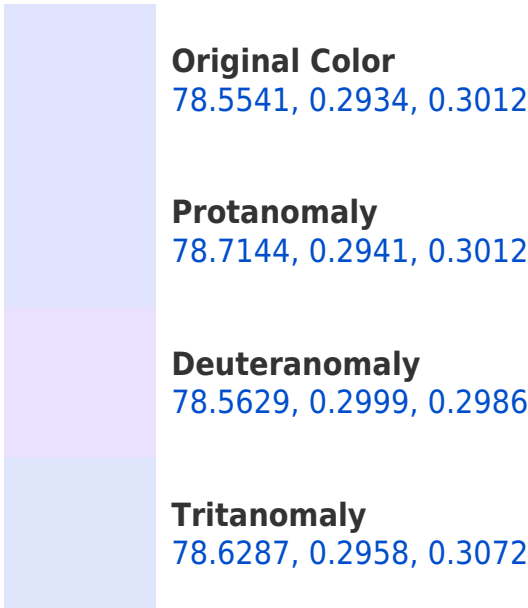 Original Color
78.5541, 0.2934, 0.3012
Protanomaly
78.7144, 0.2941, 0.3012
Deuteranomaly
78.5629, 0.2999, 0.2986
Tritanomaly
78.6287, 0.2958, 0.3072